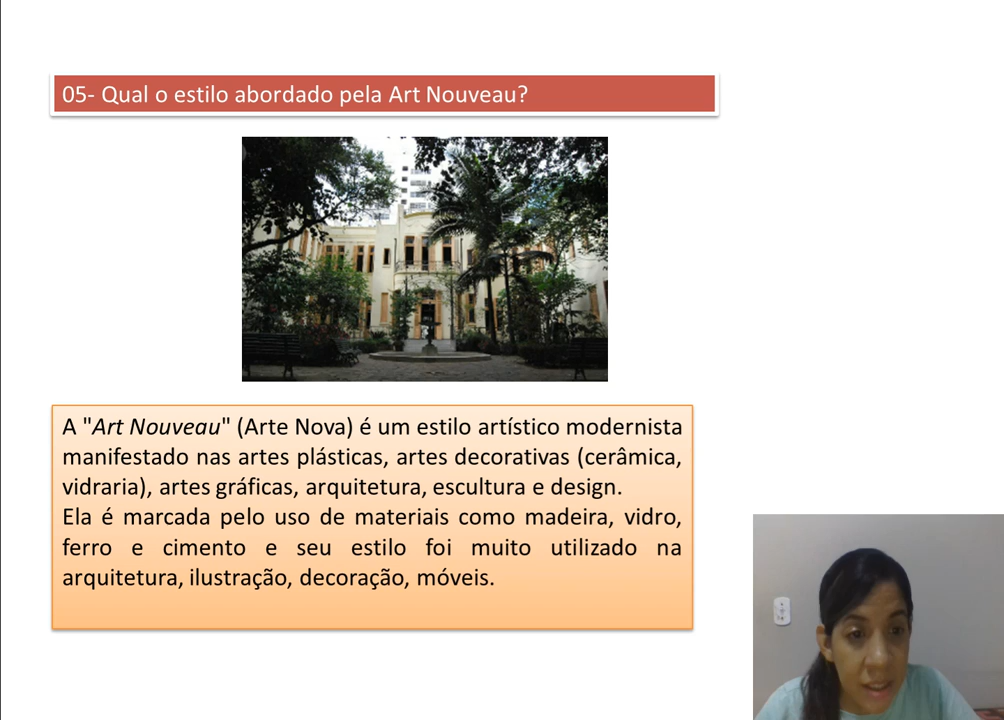 05- Qual o estilo abordado pela Art Nouveau?
A "Art Nouveau" (Arte Nova) é um estilo artístico modernista
manifestado nas artes plásticas, artes decorativas (cerâmica,
vidraria), artes gráficas, arquitetura, escultura e design.
Ela é marcada pelo uso de materiais como madeira, vidro,
ferro e cimento e seu estilo foi muito utilizado na
arquitetura, ilustração, decoração, móveis.